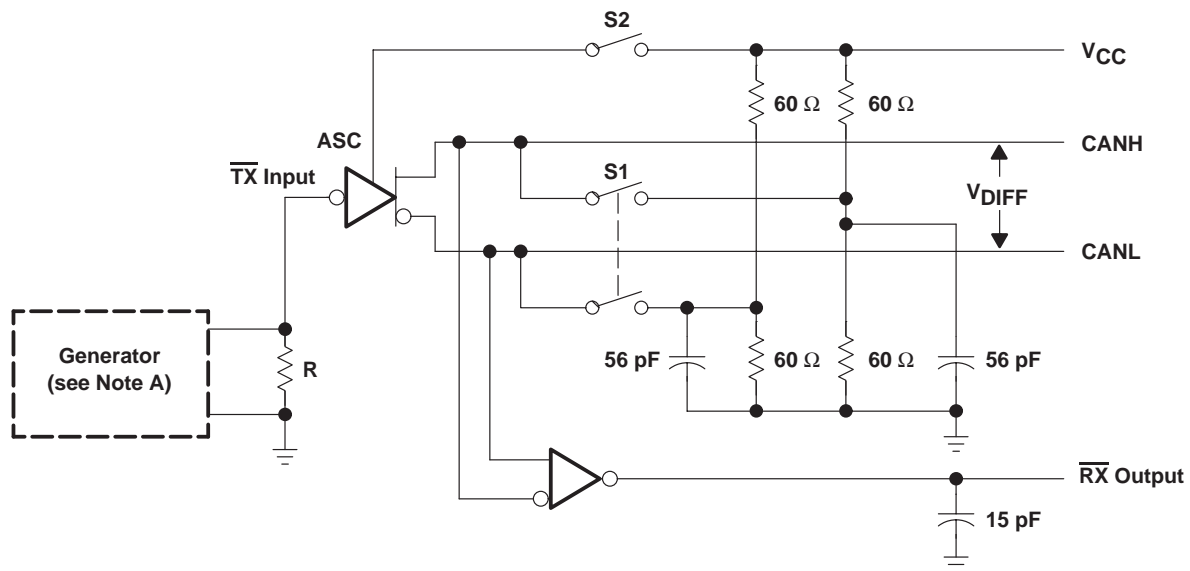 S2
VCC
60 Ω
60 Ω
ASC
CANH
TX Input
S1
VDIFF
CANL
Generator
(see Note A)
R
56 pF
60 Ω
60 Ω
56 pF
RX Output
15 pF